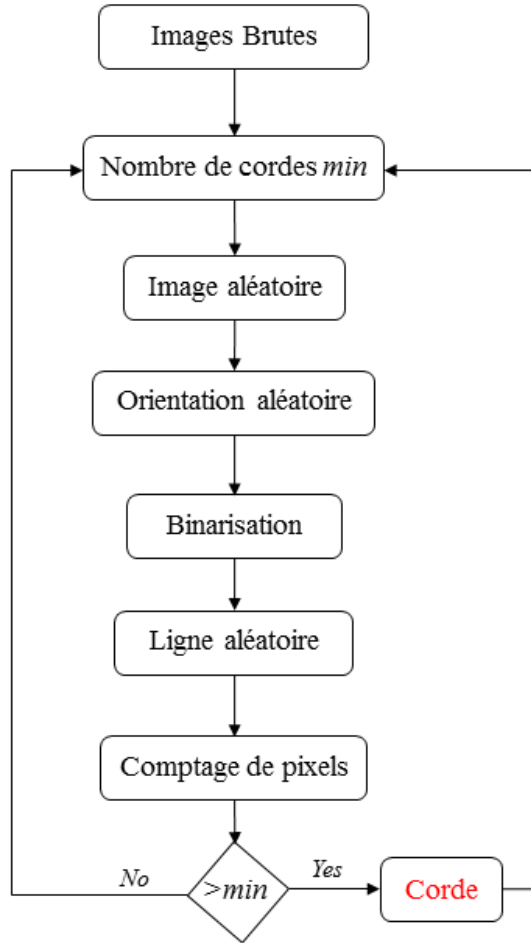 Images Brutes
Nombre de cordes min
Image aléatoire
Orientation aléatoire
Binarisation
Ligne aléatoire
Comptage de pixels
No
>min
Yes
Corde